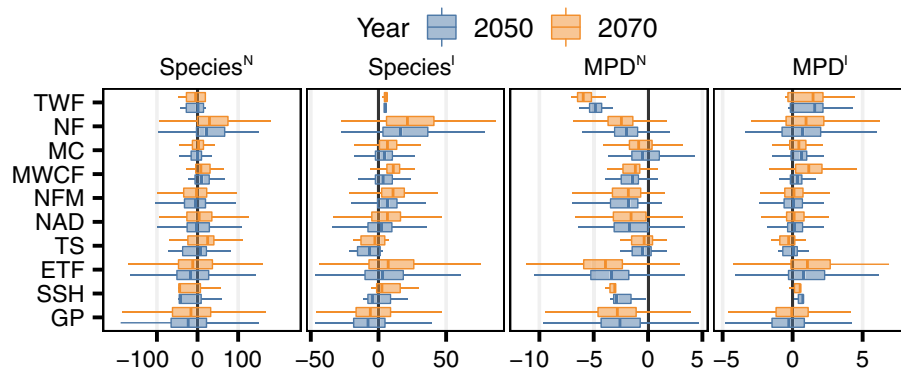 Year 2050 2070
Species^N Species^I MPD^N MPD^I
TWF
NF
MC
MWCF
NFM
NAD
TS
ETF
SSH
GP
−100 0 100 −50 0 50 −10 −5 0 5 −5 0 5